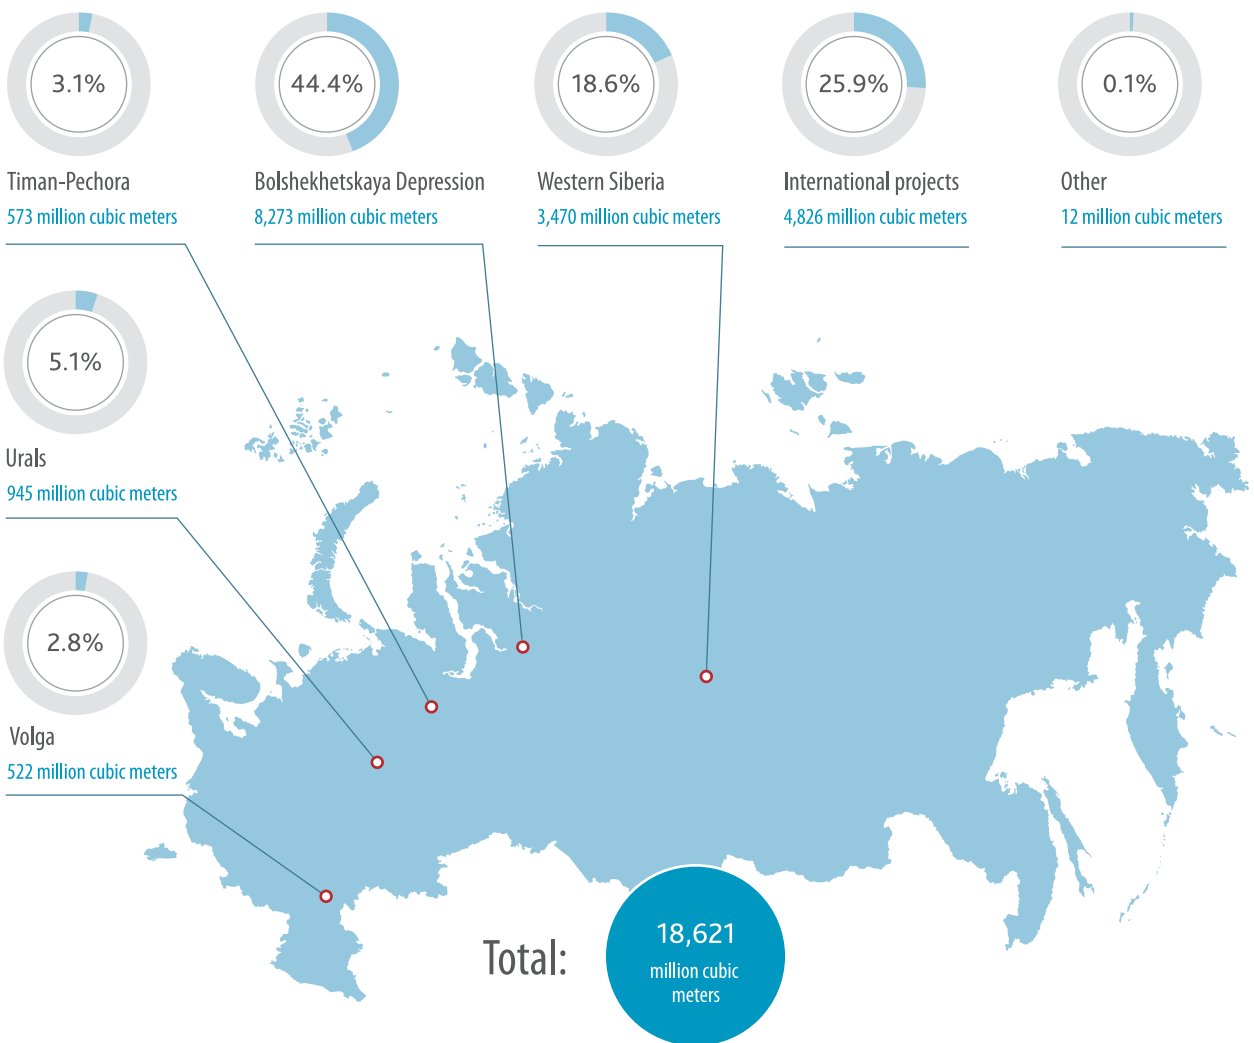 3.1%
Timan-Pechora
573 million cubic meters
44.4%
Bolshekhetskaya Depression
8,273 million cubic meters
18.6%
Western Siberia
3,470 million cubic meters
25.9%
International projects
4,826 million cubic meters
0.1%
Other
12 million cubic meters
5.1%
Urals
945 million cubic meters
2.8%
Volga
522 million cubic meters
Total:
18,621
million cubic
meters